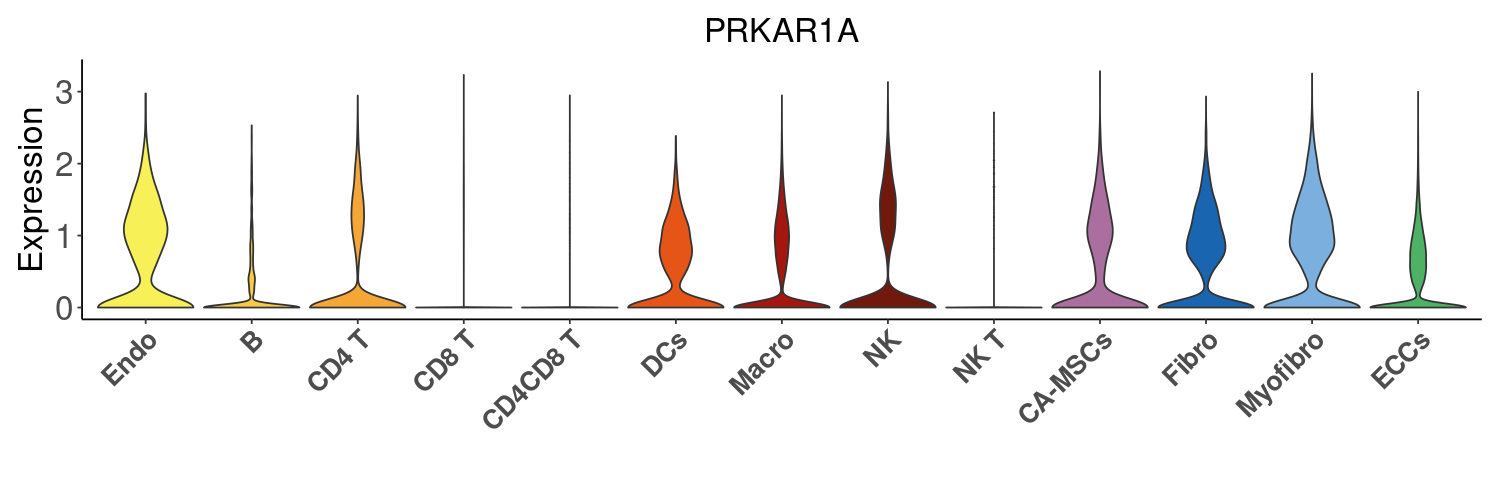 PRKAR1A
Expression
3
2
1
0
Endo
B
CD4 T
CD8 T
CD4CD8 T
DCs
Macro
NK
NK T
CA-MSCs
Fibro
Myofibro
ECCs